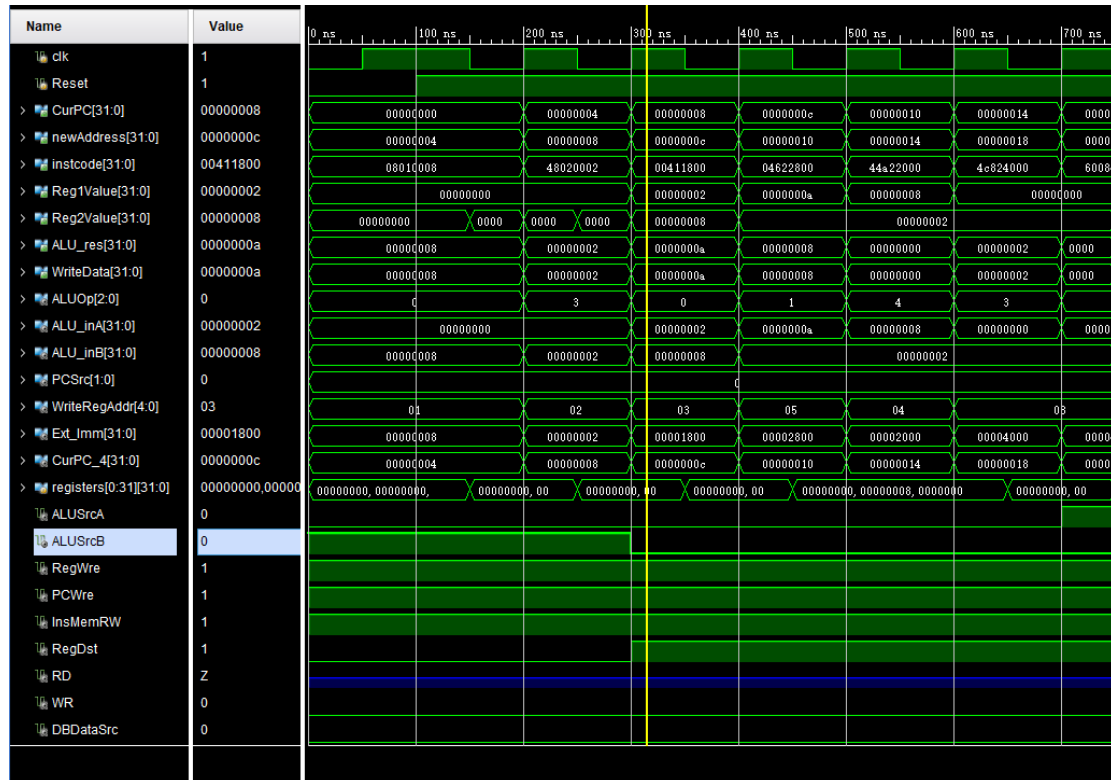 Name Value 0 ns 100 ns 200 ns 300 ns 400 ns 500 ns 600 ns 700 ns
clk 1
Reset 1
CurPC[31:0] 00000008 00000000 00000004 00000008 0000000c 00000010 00000014 0000
newAddress[31:0] 0000000c 00000004 00000008 0000000c 00000010 00000014 00000018 0000
instcode[31:0] 00411800 08010008 48020002 00411800 04622800 44a22000 4c824000 6008
Reg1Value[31:0] 00000002 00000000 00000002 0000000a 00000008 00000000
Reg2Value[31:0] 00000008 00000000 0000 0000 0000 00000008 00000002
ALU_res[31:0] 0000000a 00000008 00000002 0000000a 00000008 00000000 00000002 0000
WriteData[31:0] 0000000a 00000008 00000002 0000000a 00000008 00000000 00000002 0000
ALUOp[2:0] 0 0 3 0 1 4 3
ALU_inA[31:0] 00000002 00000000 00000002 0000000a 00000008 00000000 0000
ALU_inB[31:0] 00000008 00000008 00000002 00000008 00000002
PCSrc[1:0] 0 0
WriteRegAddr[4:0] 03 01 02 03 05 04 08
Ext_Imm[31:0] 00001800 00000008 00000002 00001800 00002800 00002000 00004000 0000
CurPC_4[31:0] 0000000c 00000004 00000008 0000000c 00000010 00000014 00000018 0000
registers[0:31][31:0] 00000000,00000 00000000, 00000000, 00000000, 00 00000000, 00 00000000, 00 00000000, 00000008, 0000000 00000000, 00
ALUSrcA 0
ALUSrcB 0
RegWre 1
PCWre 1
InsMemRW 1
RegDst 1
RD Z
WR 0
DBDataSrc 0